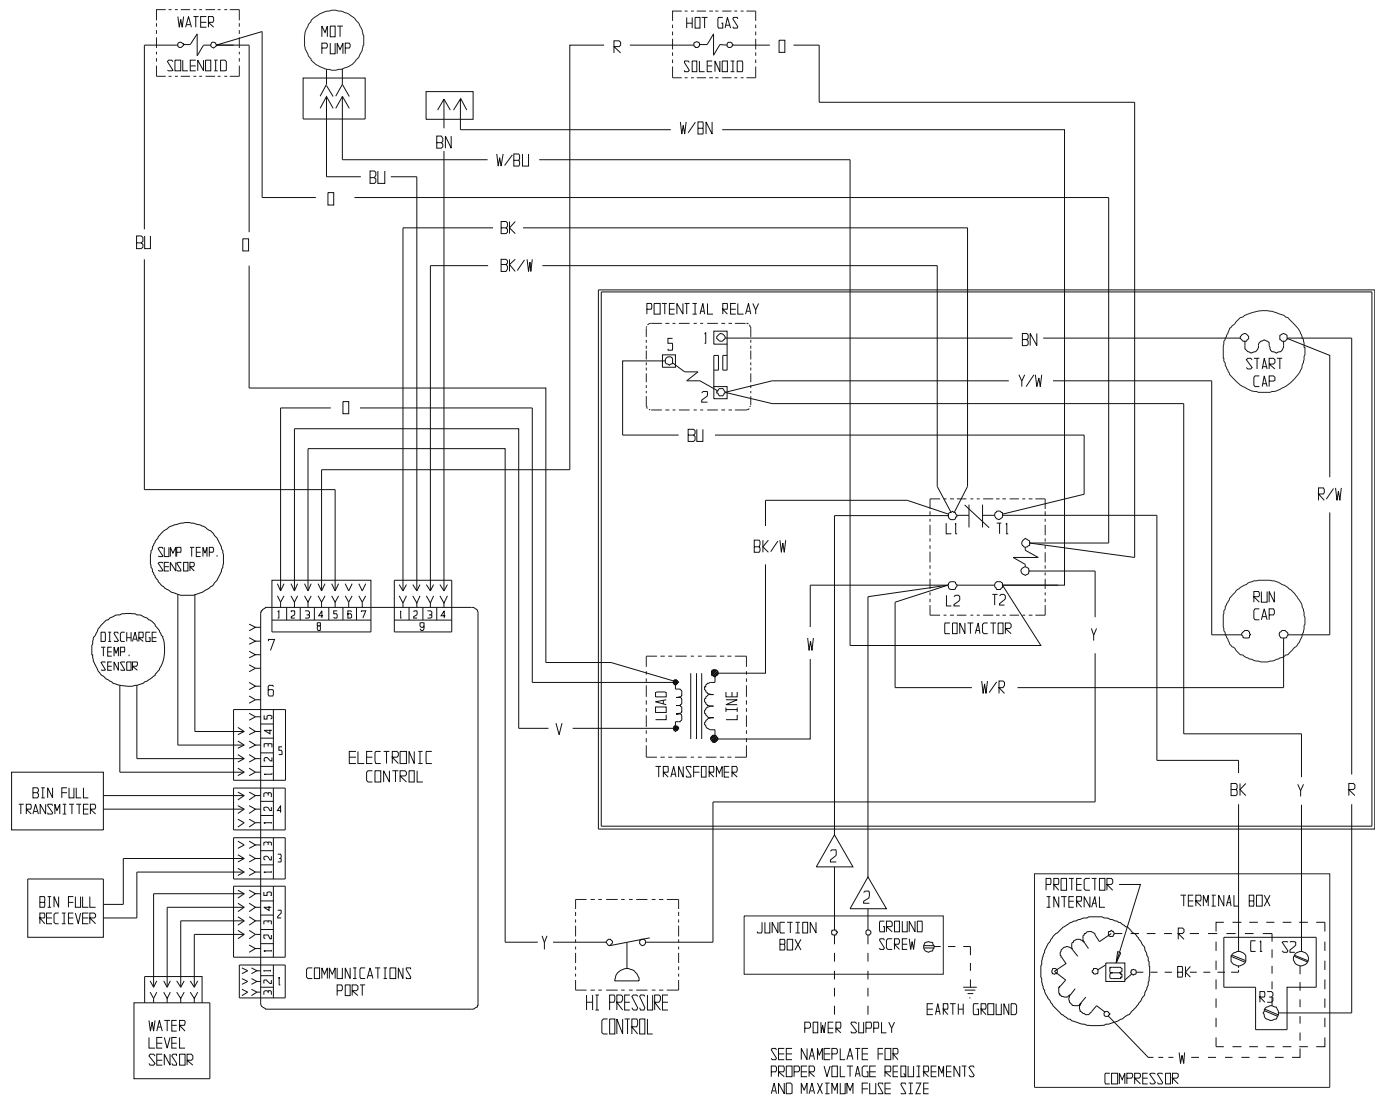 WATER
SOLENOID
MOT
PUMP
HOT GAS
SOLENOID
R
O
W/BN
BN
W/BU
BU
O
BK
BU
O
BK/W
POTENTIAL RELAY
1
5
2
BN
START
CAP
Y/W
O
BU
R/W
L1
T1
BK/W
SUMP TEMP.
SENSOR
L2
T2
CONTACTOR
RUN
CAP
Y
W
W/R
1 2 3 4 5 6 7
8
1 2 3 4
9
DISCHARGE
TEMP.
SENSOR
7
6
LOAD
LINE
V
TRANSFORMER
5
4
3
2
1
5
ELECTRONIC
CONTROL
BK
Y
R
BIN FULL
TRANSMITTER
3
2
1
4
3
2
1
3
BIN FULL
RECIEVER
5
4
3
2
1
2
2
2
PROTECTOR
INTERNAL
TERMINAL BOX
JUNCTION
BOX
GROUND
SCREW
Y
R
C1
S2
BK
R3
W
COMPRESSOR
1
2
3
1
COMMUNICATIONS
PORT
HI PRESSURE
CONTROL
EARTH GROUND
WATER
LEVEL
SENSOR
POWER SUPPLY
SEE NAMEPLATE FOR
PROPER VOLTAGE REQUIREMENTS
AND MAXIMUM FUSE SIZE